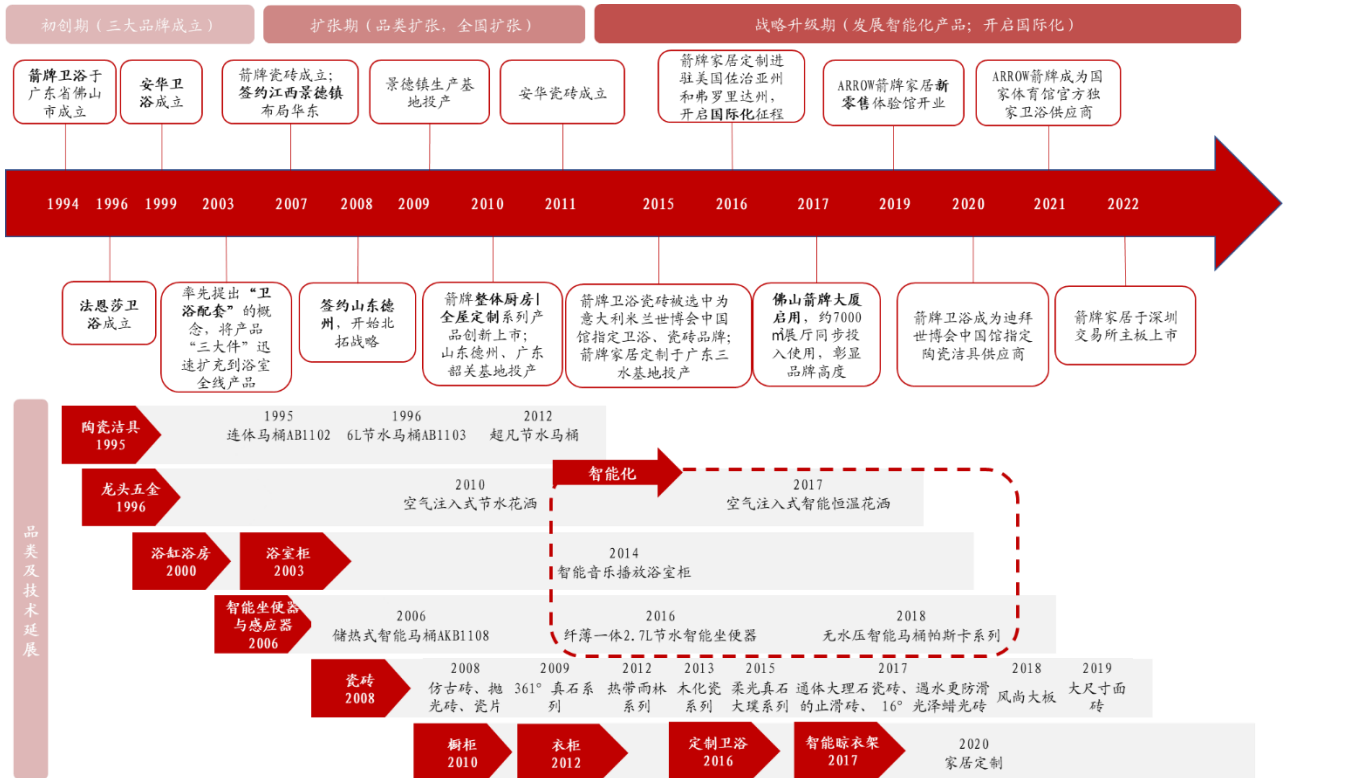 初创期（三大品牌成立）
扩张期（品类扩张，全国扩张）
战略升级期（发展智能化产品；开启国际化）
箭牌卫浴于
广东省佛山
市成立
安华卫
浴成立
箭牌瓷砖成立；
签约江西景德镇
布局华东
景德镇生产基
地投产
安华瓷砖成立
箭牌家居定制进
驻美国佐治亚州
和弗罗里达州，
开启国际化征程
ARROW箭牌家居新
零售体验馆开业
ARROW箭牌成为国
家体育馆官方独
家卫浴供应商
1994 1996 1999 2003 2007 2008 2009 2010 2011 2015 2016 2017 2019 2020 2021 2022
法恩莎卫
浴成立
率先提出“卫
浴配套”的概
念，将产品
“三大件”迅
速扩充到浴室
全线产品
签约山东德
州，开始北
拓战略
箭牌整体厨房|
全屋定制系列产
品创新上市；
山东德州、广东
韶关基地投产
箭牌卫浴瓷砖被选中为
意大利米兰世博会中国
馆指定卫浴、瓷砖品牌；
箭牌家居定制于广东三
水基地投产
佛山箭牌大厦
启用，约7000
㎡展厅同步投
入使用，彰显
品牌高度
箭牌卫浴成为迪拜
世博会中国馆指定
陶瓷洁具供应商
箭牌家居于深圳
交易所主板上市
品类及技术延展
陶瓷洁具
1995
1995
连体马桶AB1102
1996
6L节水马桶AB1103
2012
超凡节水马桶
智能化
龙头五金
1996
2010
空气注入式节水花洒
2017
空气注入式智能恒温花洒
浴缸浴房
2000
浴室柜
2003
2014
智能音乐播放浴室柜
智能坐便器
与感应器
2006
2006
储热式智能马桶AKB1108
2016
纤薄一体2.7L节水智能坐便器
2018
无水压智能马桶帕斯卡系列
瓷砖
2008
2008
仿古砖、抛
光砖、瓷片
2009
361°真石系
列
2012
热带雨林
系列
2013
木化瓷
系列
2015
柔光真石
大璞系列
2017
通体大理石瓷砖、遇水更防滑
的止滑砖、16°光泽蜡光砖
2018
风尚大板
2019
大尺寸面
砖
橱柜
2010
衣柜
2012
定制卫浴
2016
智能晾衣架
2017
2020
家居定制